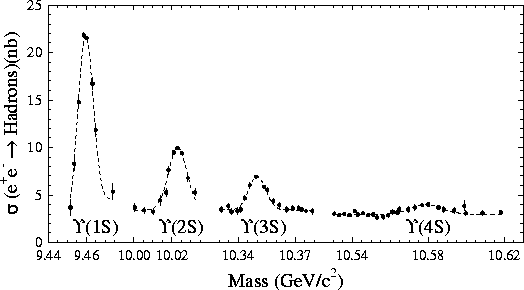 25
20
15
10
5
0
σ (e⁺e⁻ → Hadrons)(nb)
ϒ(1S) ϒ(2S) ϒ(3S) ϒ(4S)
9.44 9.46 10.00 10.02 10.34 10.37 10.54 10.58 10.62
Mass (GeV/c²)